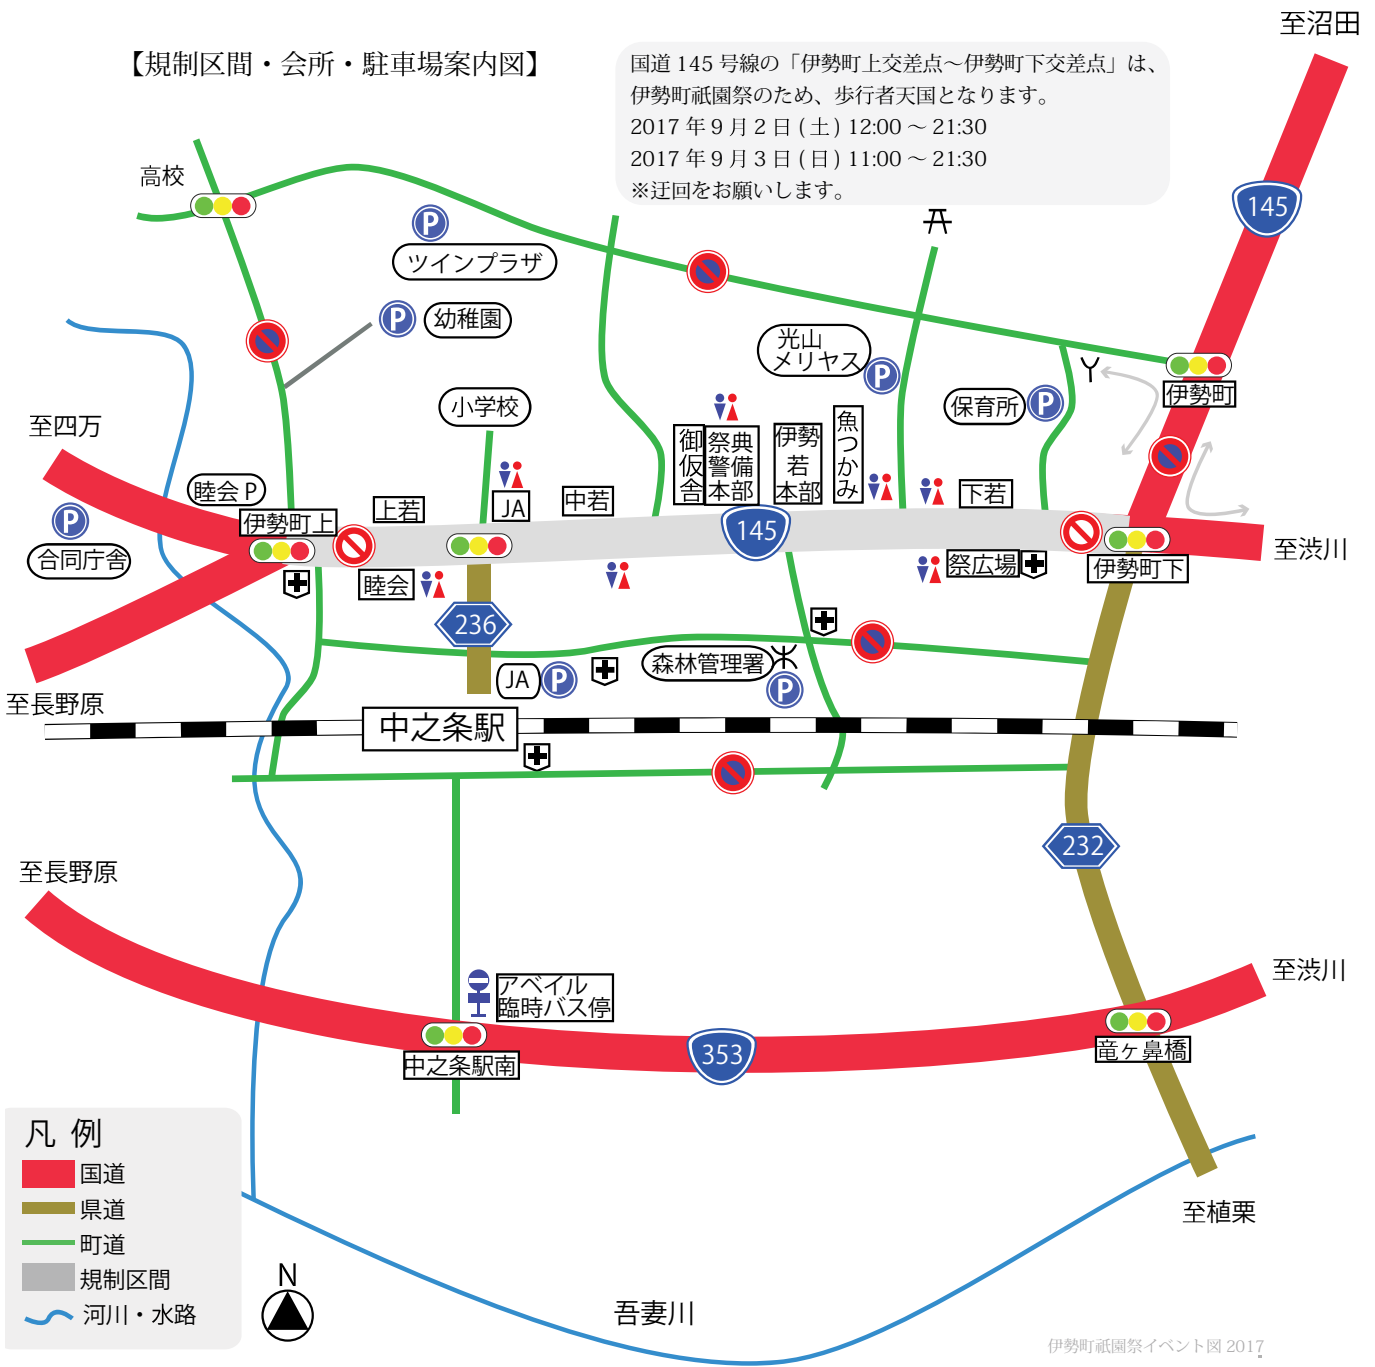 至沼田
【規制区間・会所・駐車場案内図】
国道 145 号線の「伊勢町上交差点～伊勢町下交差点」は、
伊勢町祇園祭のため、歩行者天国となります。
2017 年 9 月 2 日 ( 土 ) 12:00 ～ 21:30
2017 年 9 月 3 日 ( 日 ) 11:00 ～ 21:30
※迂回をお願いします。
高校
145
P
ツインプラザ
P
幼稚園
光山
メリヤス
P
伊勢町
小学校
保育所
P
至四万
御仮舎
祭典
警備
本部
伊勢
若
本部
魚つかみ
睦会 P
上若
JA
中若
下若
P
伊勢町上
145
合同庁舎
睦会
祭広場
伊勢町下
至渋川
236
森林管理署
JA
P
P
至長野原
中之条駅
232
至長野原
至渋川
アベイル
臨時バス停
353
中之条駅南
竜ヶ鼻橋
凡 例
国道
県道
町道
規制区間
河川・水路
至植栗
N
吾妻川
伊勢町祇園祭イベント図 2017